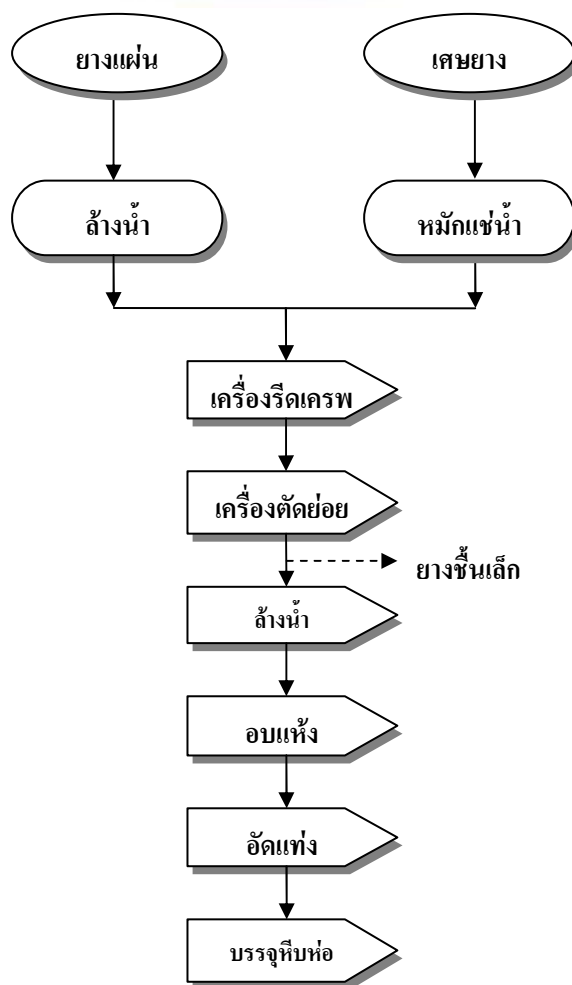 ยางแผ่น
เศษยาง
ล้างน้ำ
หมักแช่น้ำ
เครื่องรีดเครพ
เครื่องตัดย่อย
ยางชิ้นเล็ก
ล้างน้ำ
อบแห้ง
อัดแท่ง
บรรจุหีบห่อ